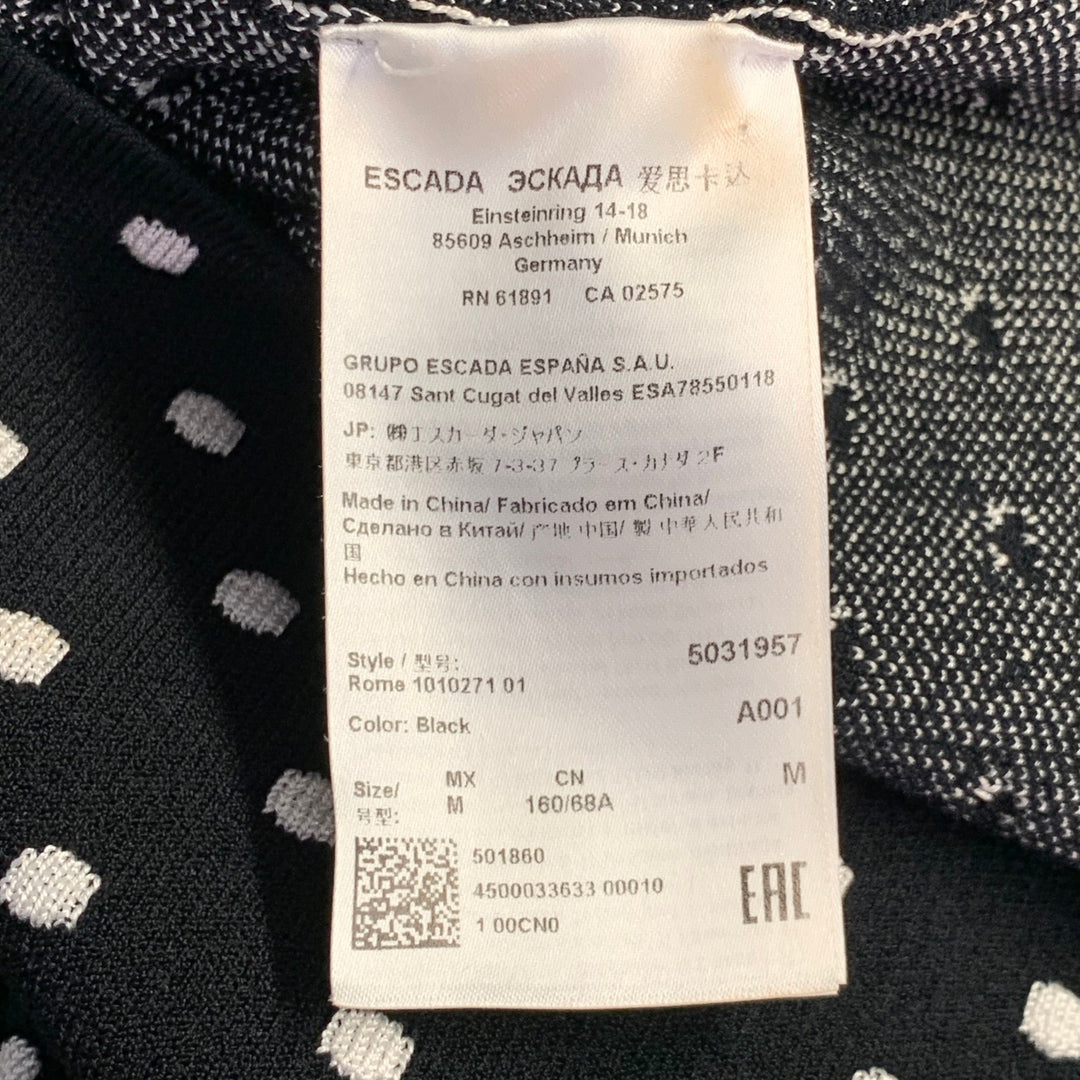 ESCADA ЭСКАДА 爱思卡达
Einsteinring 14-18
85609 Aschheim / Munich
Germany
RN 61891 CA 02575
GRUPO ESCADA ESPAÑA S.A.U.
08147 Sant Cugat del Valles ESA78550118
JP: ㈱エスカーダ・ジャパン
東京都港区赤坂 7-3-37 プラース・カナダ 2F
Made in China/ Fabricado em China/
Сделано в Китай/ 产地 中国/ 製 中華人民共和
国
Hecho en China con insumos importados
Style / 型号: 5031957
Rome 1010271 01
Color: Black A001
Size/ MX CN M
号型: M 160/68A
501860
4500033633 00010
1 00CN0
EAC